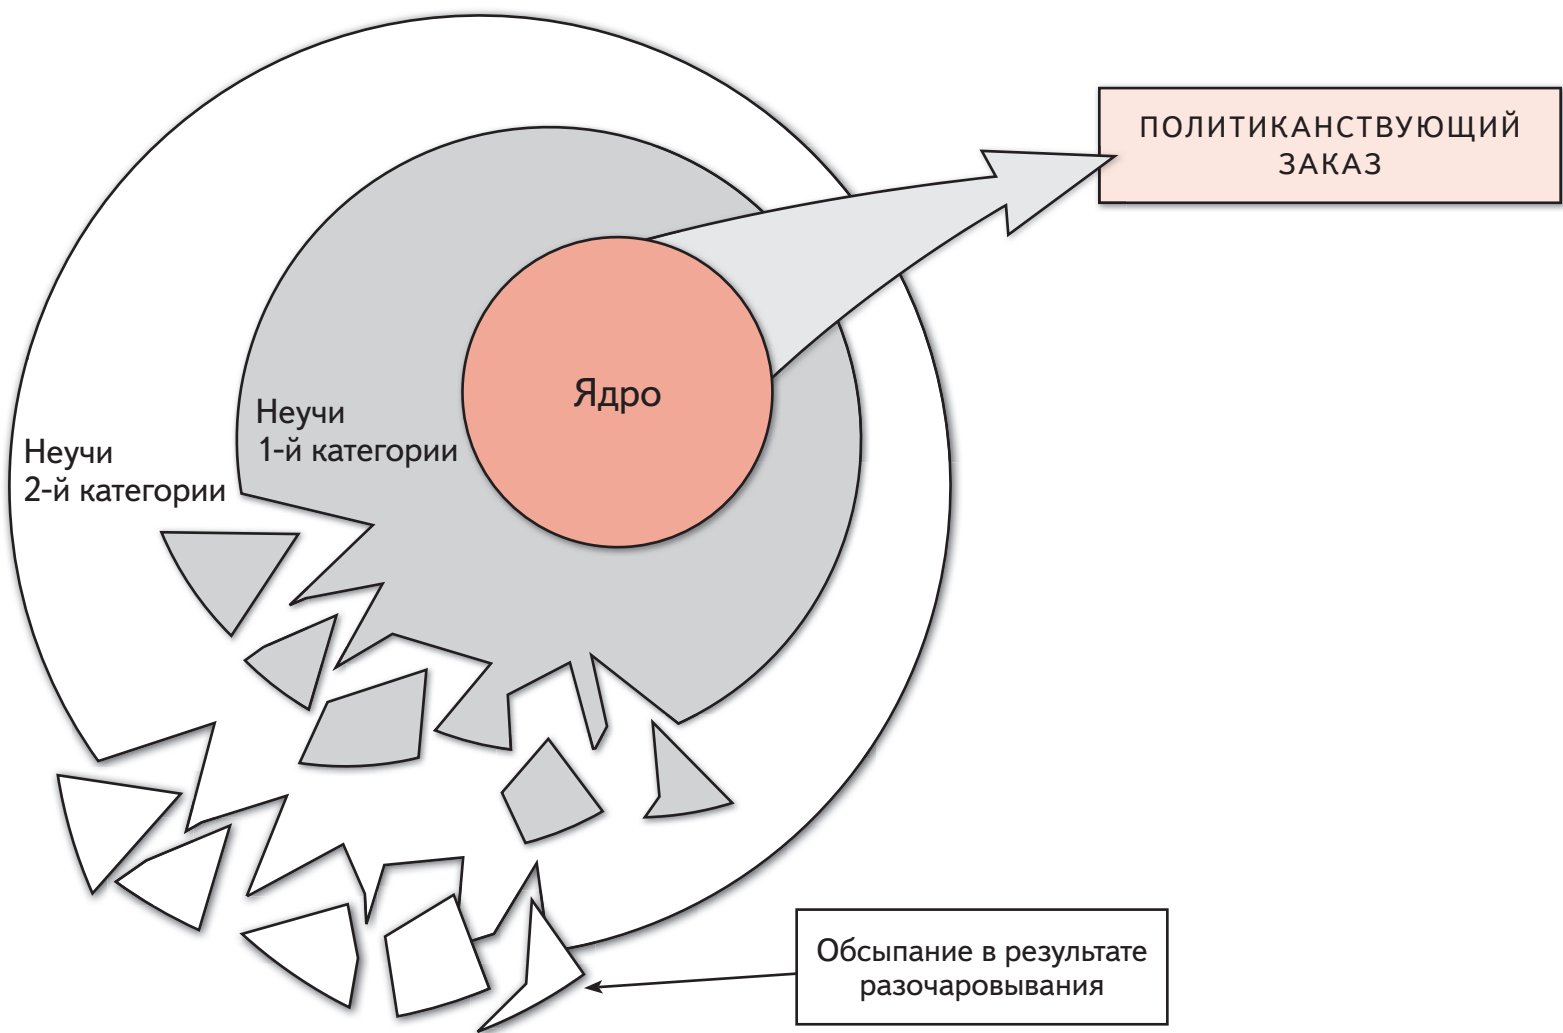 ПОЛИТИКАНСТВУЮЩИЙ
ЗАКАЗ
Ядро
Неучи
1-й категории
Неучи
2-й категории
Обсыпание в результате
разочаровывания